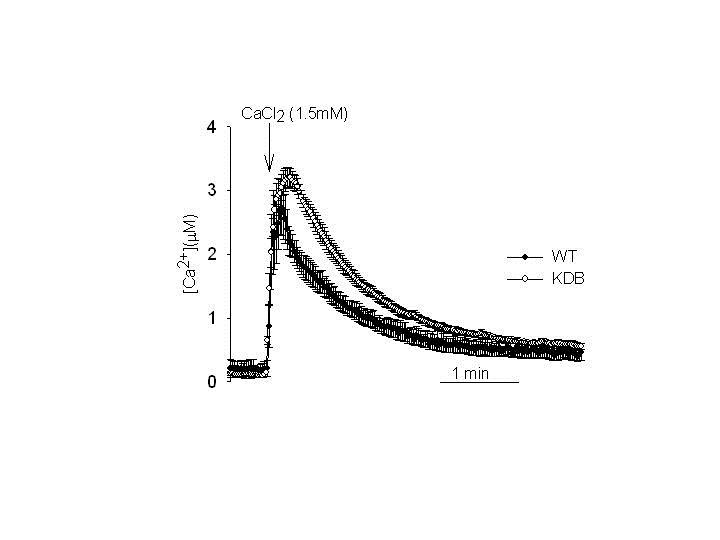 CaCl2 (1.5mM)
4
3
2
1
0
[Ca2+](μM)
WT
KDB
1 min